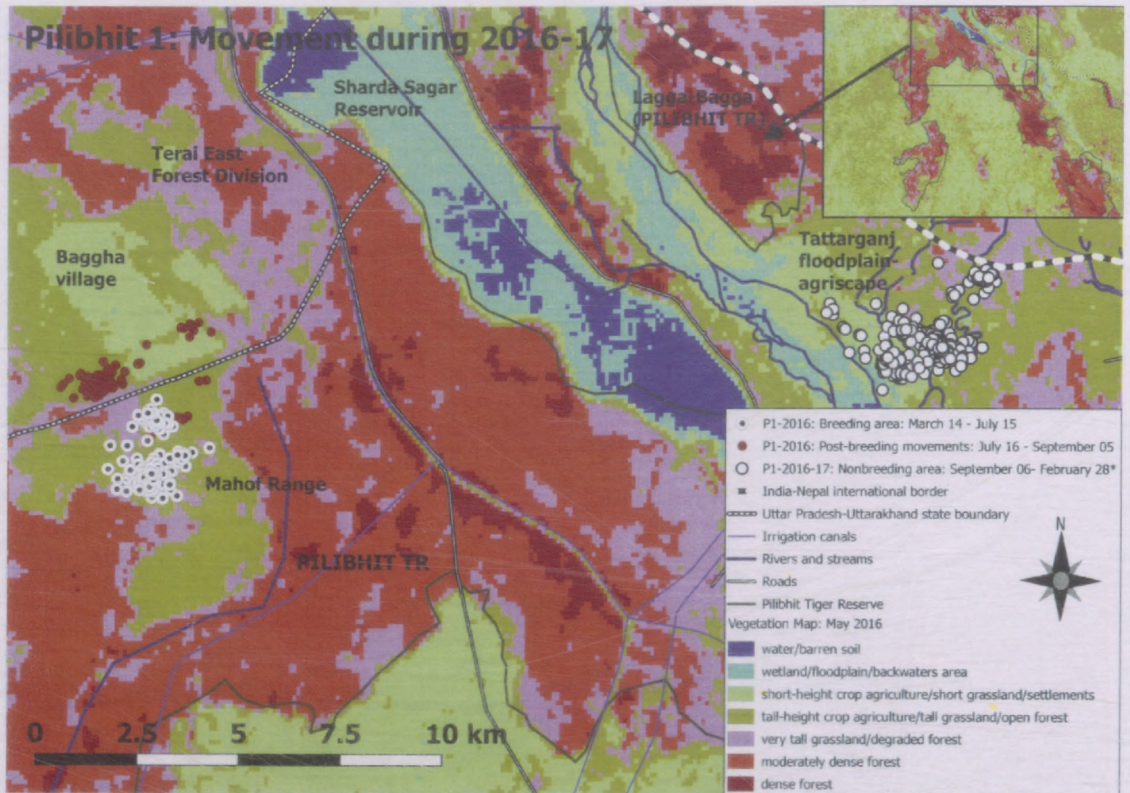 Pilibhit 1: Movement during 2016-17
Sharda Sagar
Reservoir
Lagga-Bagga
(PILIBHIT TR)
Terai East
Forest Division
Baggha
village
Tattarganj
floodplain-
agriscape
Mahof Range
PILIBHIT TR
P1-2016: Breeding area: March 14 - July 15
P1-2016: Post-breeding movements: July 16 - September 05
P1-2016-17: Nonbreeding area: September 06- February 28*
India-Nepal international border
Uttar Pradesh-Uttarakhand state boundary
Irrigation canals
Rivers and streams
Roads
Pilibhit Tiger Reserve
Vegetation Map: May 2016
water/barren soil
wetland/floodplain/backwaters area
short-height crop agriculture/short grassland/settlements
tall-height crop agriculture/tall grassland/open forest
very tall grassland/degraded forest
moderately dense forest
dense forest
N
0 2.5 5 7.5 10 km